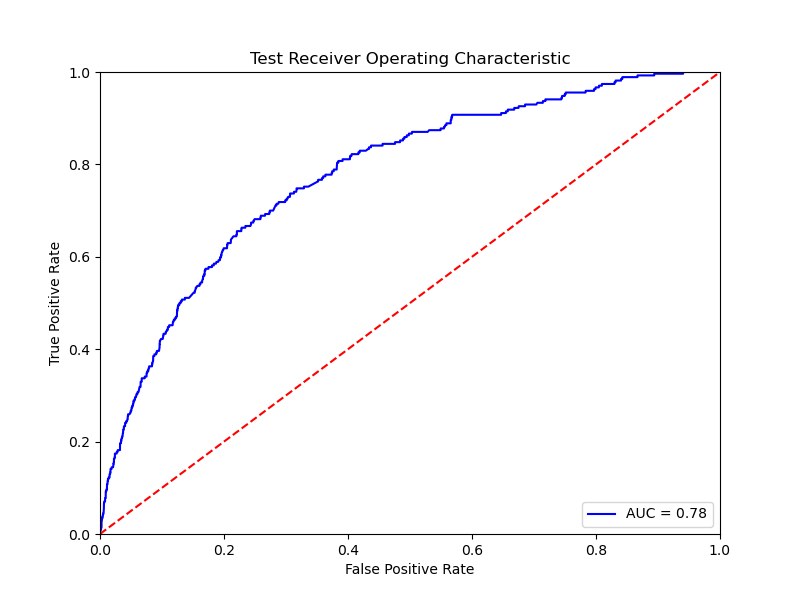 Test Receiver Operating Characteristic
True Positive Rate
1.0
0.8
0.6
0.4
0.2
0.0
AUC = 0.78
0.0 0.2 0.4 0.6 0.8 1.0
False Positive Rate